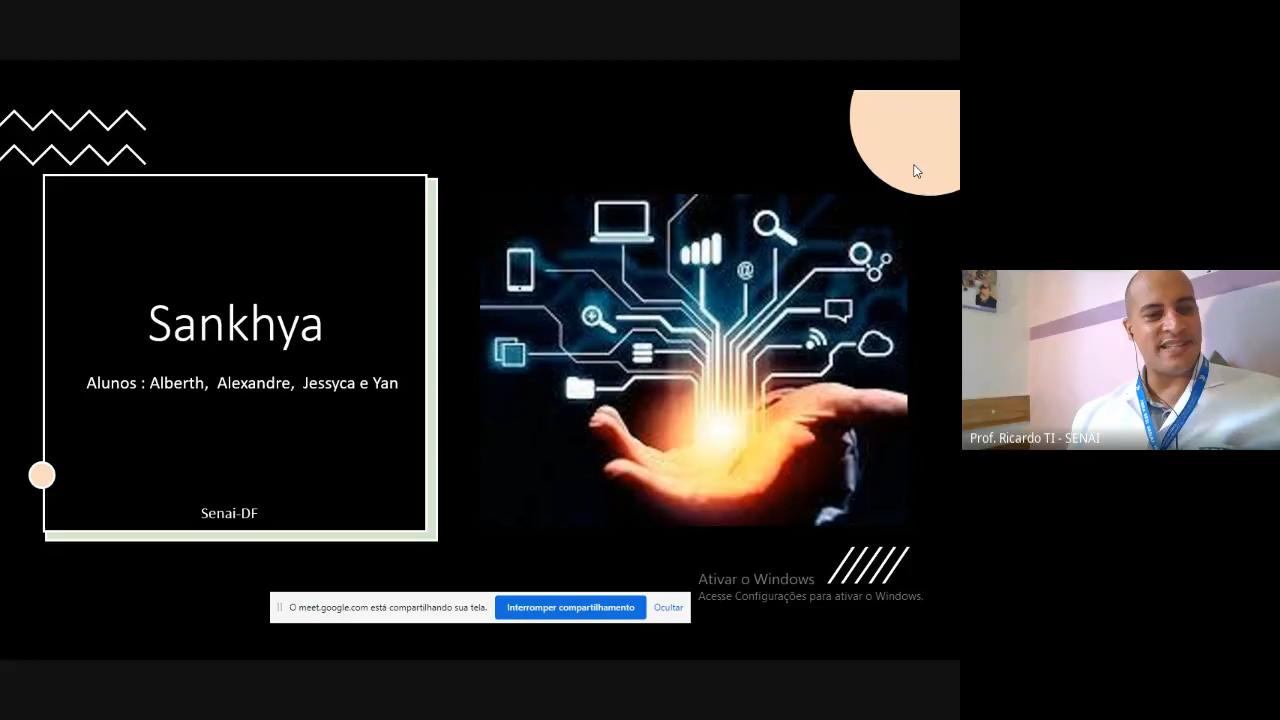 Sankhya
Alunos : Alberth, Alexandre, Jessyca e Yan
Senai-DF
@
Prof. Ricardo TI - SENAI
Ativar o Windows
Acesse Configurações para ativar o Windows.
O meet.google.com está compartilhando sua tela.
Interromper compartilhamento
Ocultar